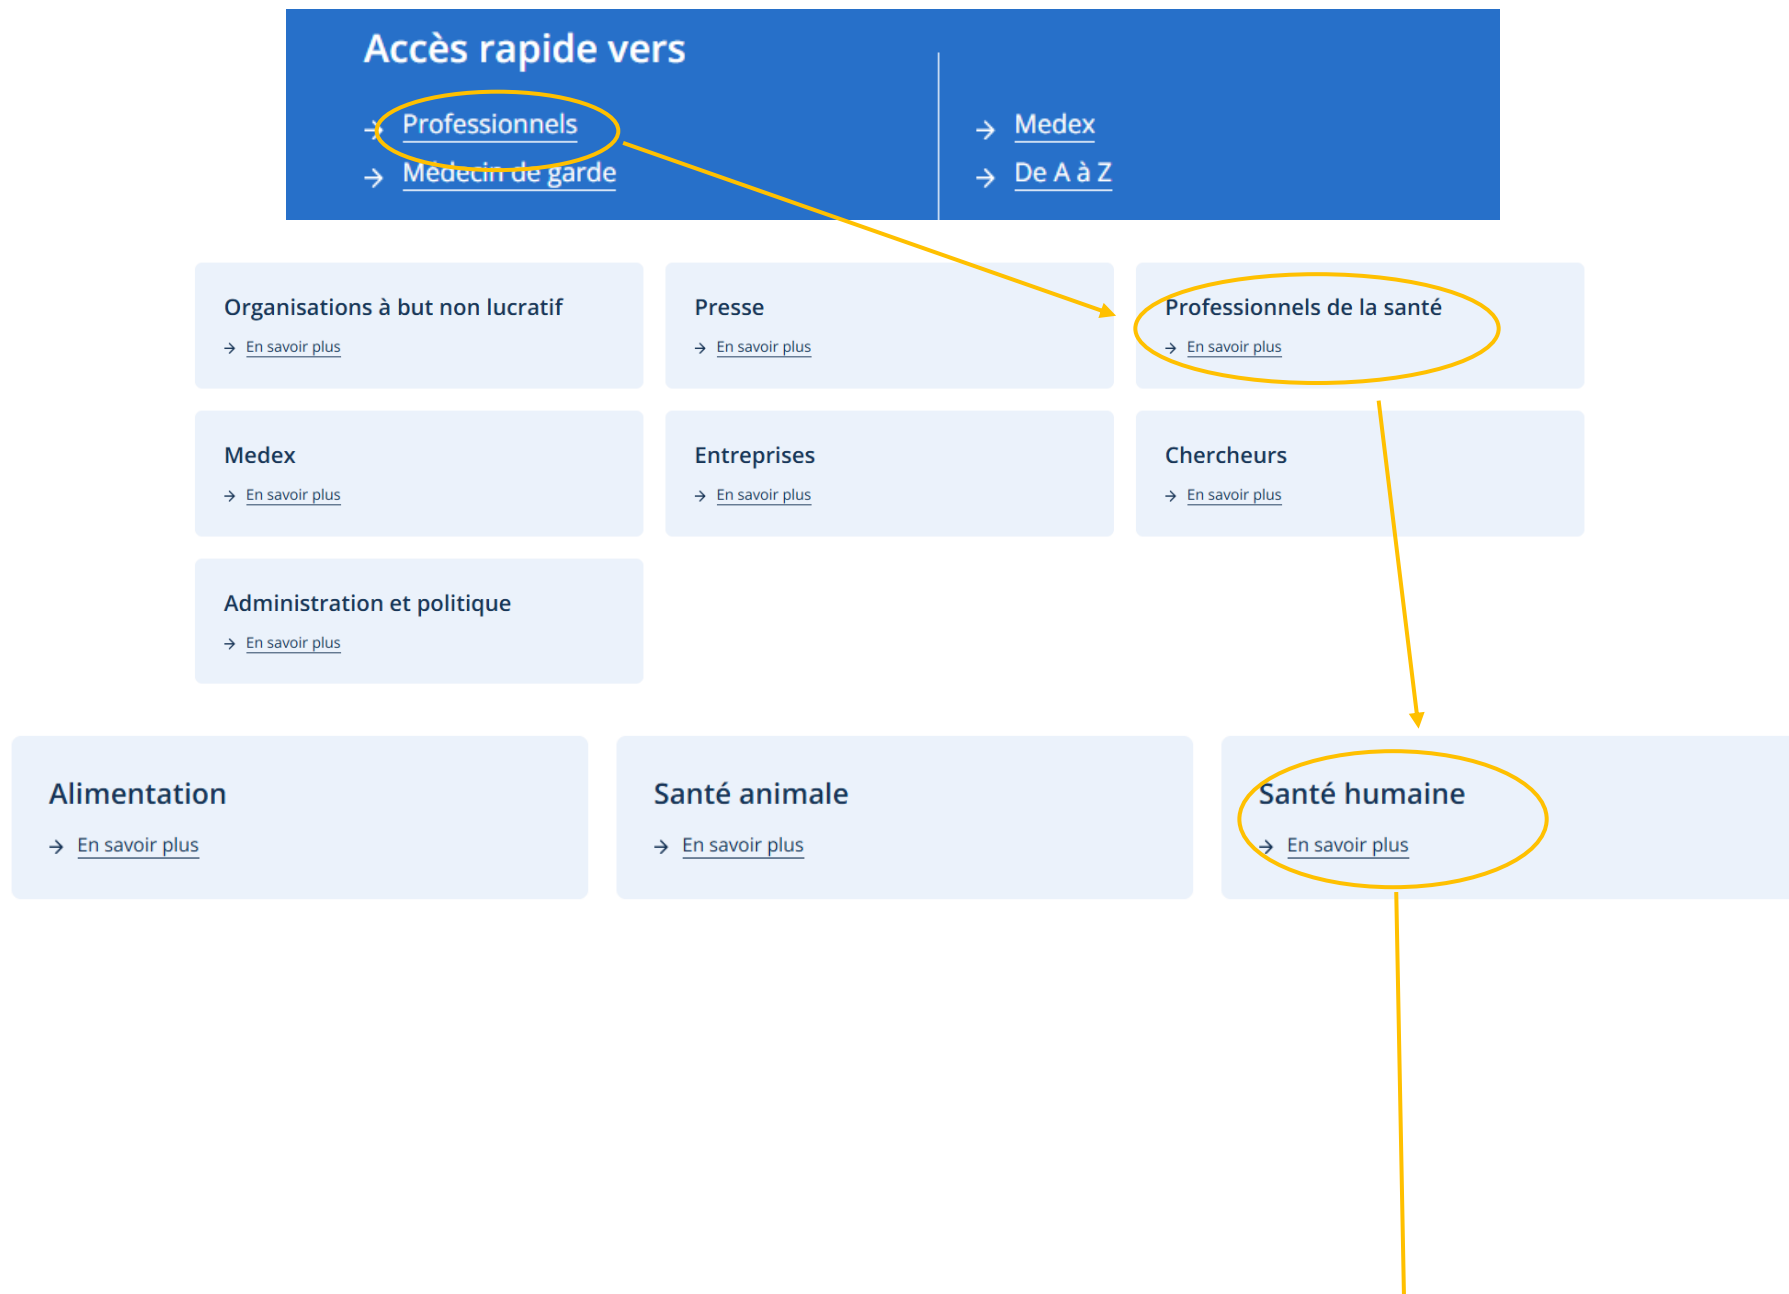 Accès rapide vers
Professionnels
Médecin de garde
Medex
De A à Z
Organisations à but non lucratif
En savoir plus
Presse
En savoir plus
Professionnels de la santé
En savoir plus
Medex
En savoir plus
Entreprises
En savoir plus
Chercheurs
En savoir plus
Administration et politique
En savoir plus
Alimentation
En savoir plus
Santé animale
En savoir plus
Santé humaine
En savoir plus